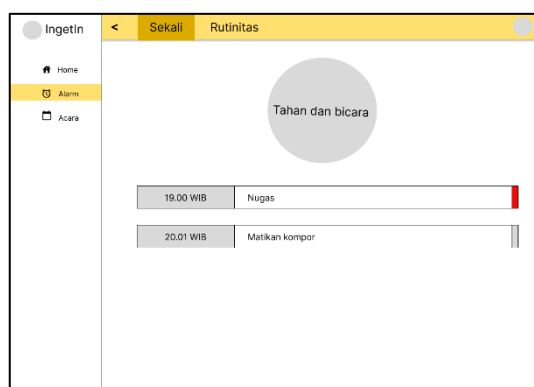 IngetIn
Home
Alarm
Acara
< Sekali Rutinitas
Tahan dan bicara
19.00 WIB Nugas
20.01 WIB Matikan kompor